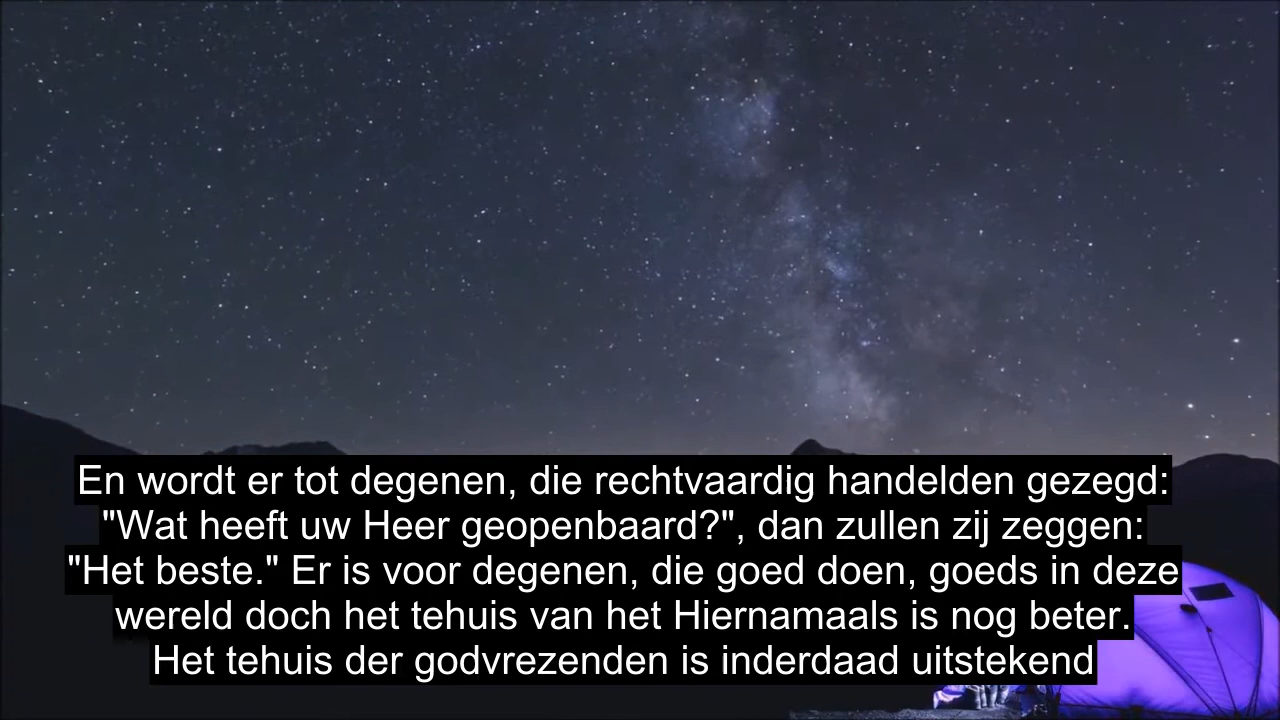 En wordt er tot degenen, die rechtvaardig handelden gezegd:
"Wat heeft uw Heer geopenbaard?", dan zullen zij zeggen:
"Het beste." Er is voor degenen, die goed doen, goeds in deze
wereld doch het tehuis van het Hiernamaals is nog beter.
Het tehuis der godvrezenden is inderdaad uitstekend